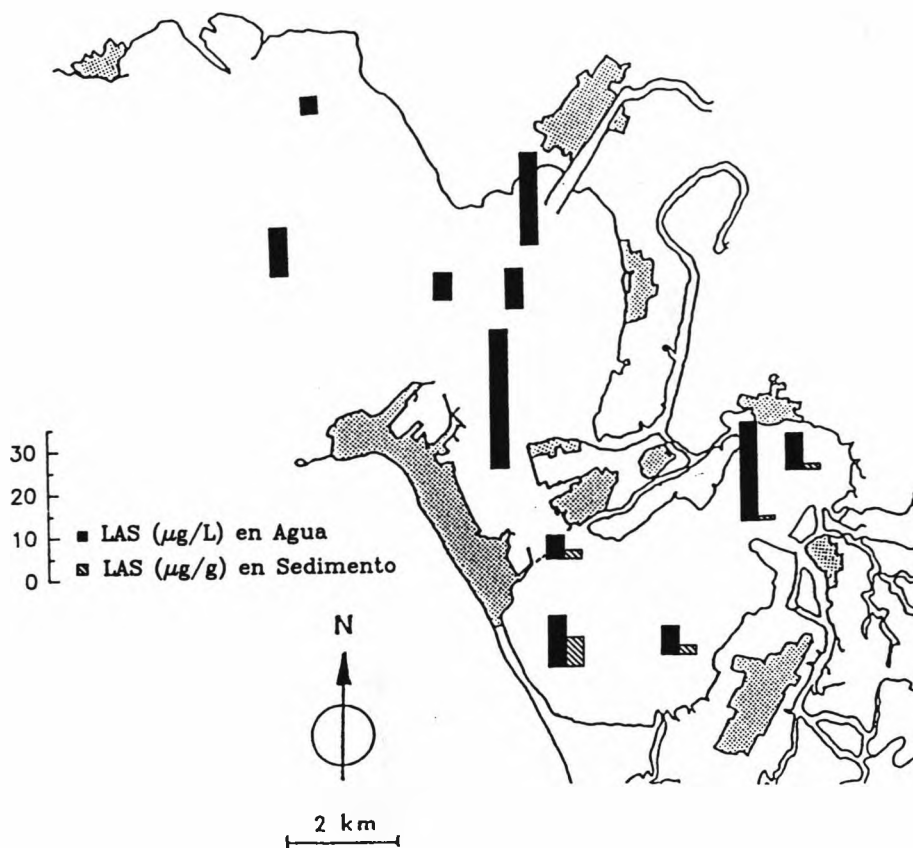 30
20
10
0
■ LAS (µg/L) en Agua
▧ LAS (µg/g) en Sedimento
N
2 km